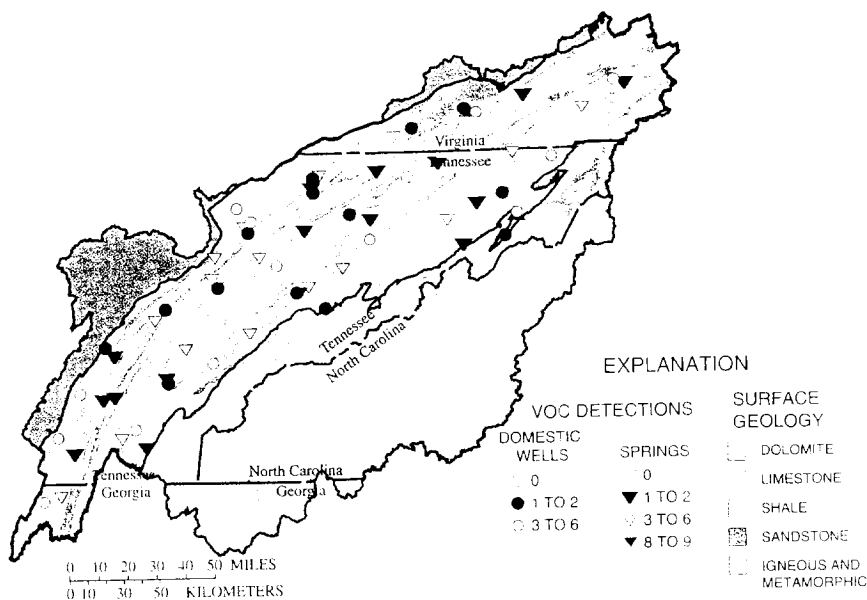 Virginia
Tennessee
Tennessee
North Carolina
Tennessee
Georgia
North Carolina
Georgia
0 10 20 30 40 50 MILES
0 10 30 50 KILOMETERS
EXPLANATION
VOC DETECTIONS
DOMESTIC
WELLS
0
1 TO 2
3 TO 6
SPRINGS
0
1 TO 2
3 TO 6
8 TO 9
SURFACE
GEOLOGY
DOLOMITE
LIMESTONE
SHALE
SANDSTONE
IGNEOUS AND
METAMORPHIC